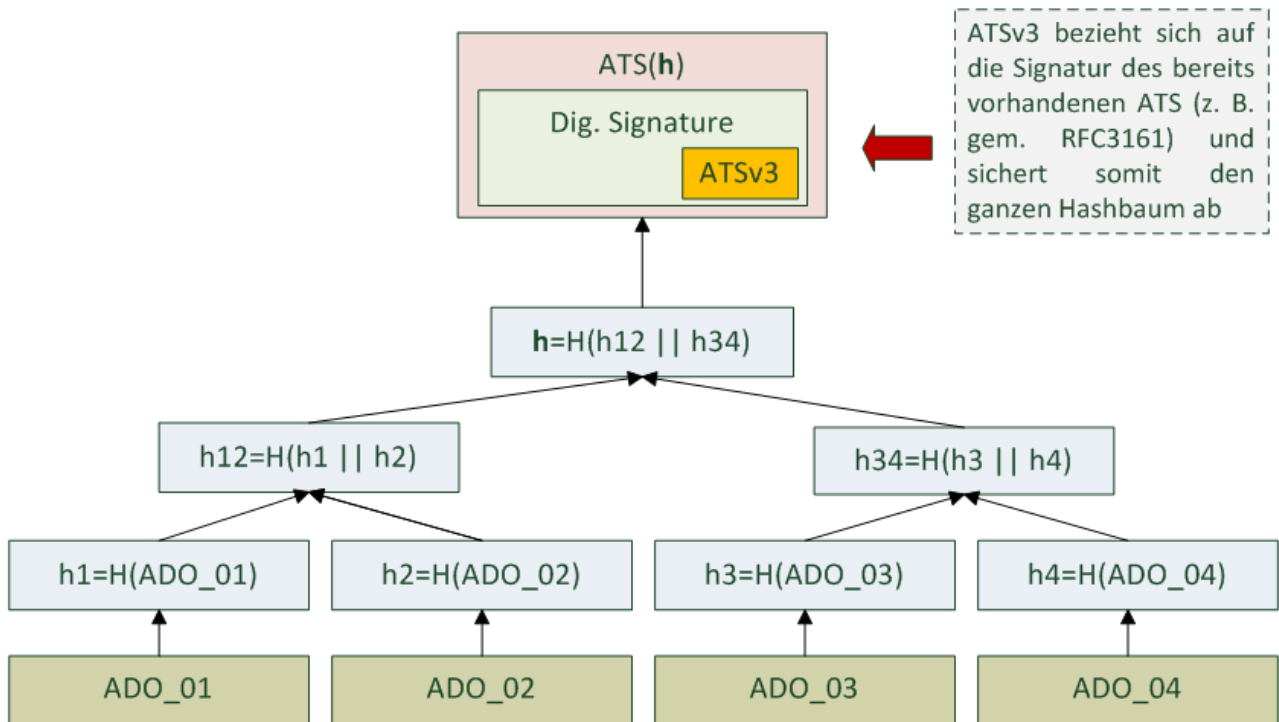 ATS(h)
Dig. Signature
ATSv3
ATSv3 bezieht sich auf
die Signatur des bereits
vorhandenen ATS (z. B.
gem. RFC3161) und
sichert somit den
ganzen Hashbaum ab
h=H(h12 || h34)
h12=H(h1 || h2)
h34=H(h3 || h4)
h1=H(ADO_01)
h2=H(ADO_02)
h3=H(ADO_03)
h4=H(ADO_04)
ADO_01
ADO_02
ADO_03
ADO_04